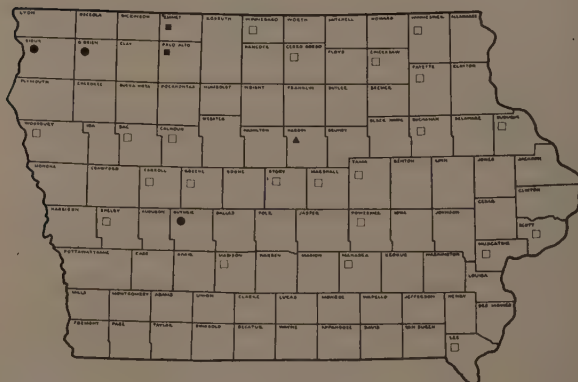 LYON OSCEOLA DICKINSON EMMET KOSSUTH WINNEBAGO WORTH MITCHELL HOWARD WINNESHIEK ALLAMAKEE
SIOUX O'BRIEN CLAY PALO ALTO HANCOCK CERRO GORDO FLOYD CHICKASAW
FAYETTE CLAYTON
PLYMOUTH CHEROKEE BUENA VISTA POCAHONTAS HUMBOLDT WRIGHT FRANKLIN BUTLER BREMER
WEBSTER
WOODBURY IDA SAC CALHOUN HAMILTON HARDIN GRUNDY BLACK HAWK BUCHANAN DELAWARE DUBUQUE
MONONA CRAWFORD CARROLL GREENE BOONE STORY MARSHALL TAMA BENTON LINN JONES JACKSON
CLINTON
CEDAR
HARRISON SHELBY AUDUBON GUTHRIE DALLAS POLK JASPER POWESHIEK IOWA JOHNSON SCOTT
MUSCATINE
POTTAWATTAMIE CASS ADAIR MADISON WARREN MARION MAHASKA KEOKUK WASHINGTON
LOUISA
MILLS MONTGOMERY ADAMS UNION CLARKE LUCAS MONROE WAPELLO JEFFERSON HENRY
DES MOINES
FREMONT PAGE TAYLOR RINGGOLD DECATUR WAYNE APPANOOSE DAVIS VAN BUREN
LEE